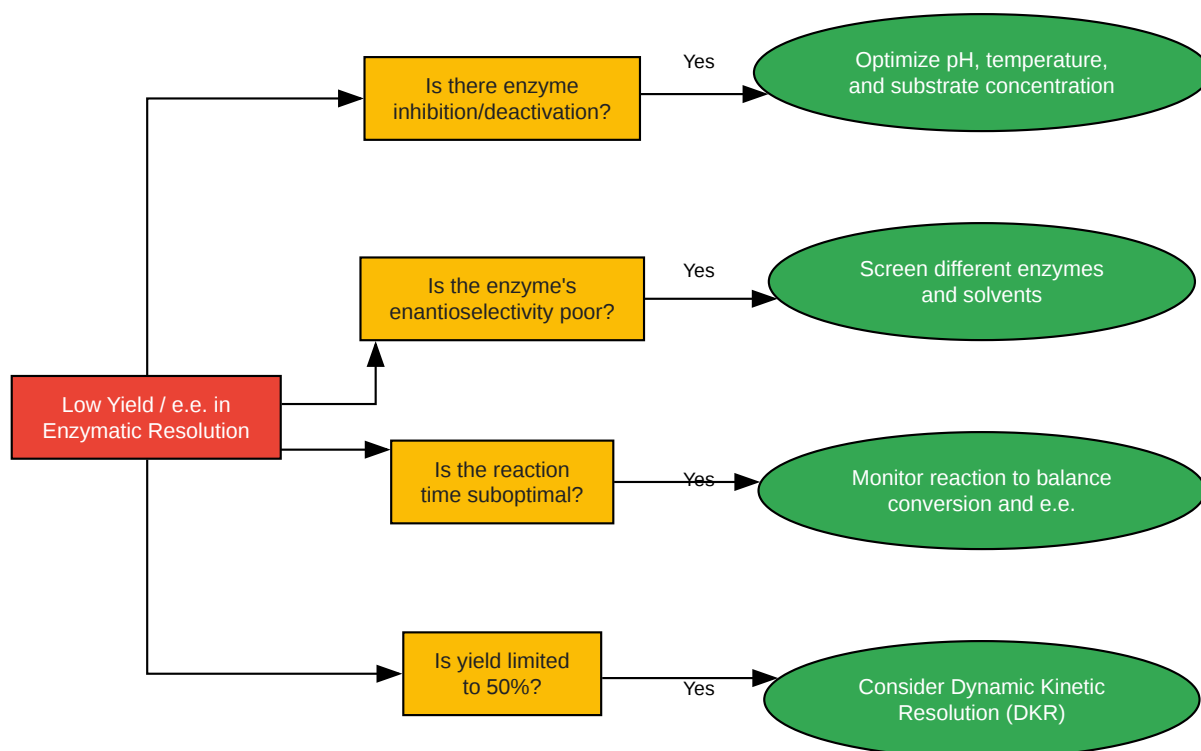 Is there enzyme
inhibition/deactivation?
Yes
Optimize pH, temperature,
and substrate concentration
Is the enzyme's
enantioselectivity poor?
Yes
Screen different enzymes
and solvents
Low Yield / e.e. in
Enzymatic Resolution
Is the reaction
time suboptimal?
Yes
Monitor reaction to balance
conversion and e.e.
Is yield limited
to 50%?
Yes
Consider Dynamic Kinetic
Resolution (DKR)